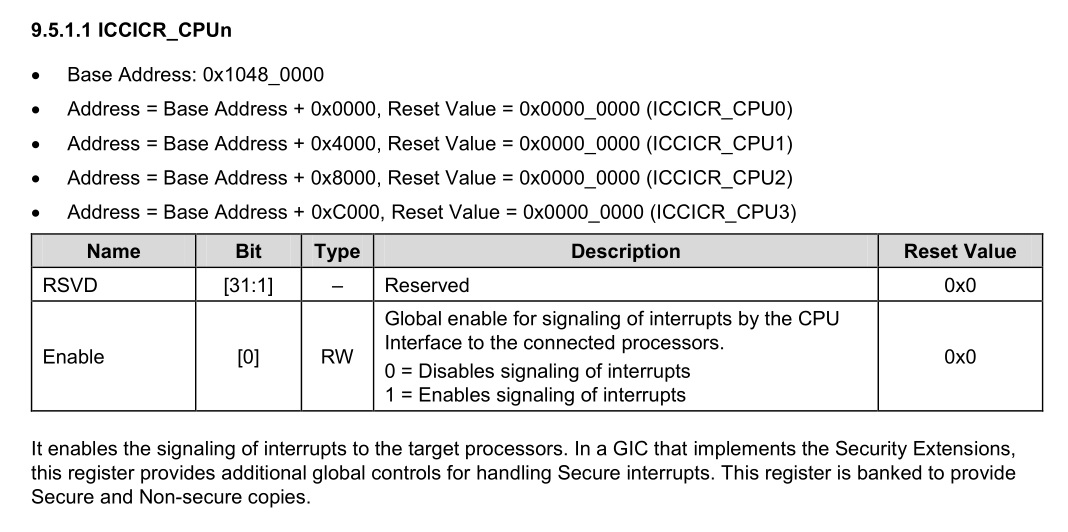 9.5.1.1 ICCICR_CPUn
• Base Address: 0x1048_0000
• Address = Base Address + 0x0000, Reset Value = 0x0000_0000 (ICCICR_CPU0)
• Address = Base Address + 0x4000, Reset Value = 0x0000_0000 (ICCICR_CPU1)
• Address = Base Address + 0x8000, Reset Value = 0x0000_0000 (ICCICR_CPU2)
• Address = Base Address + 0xC000, Reset Value = 0x0000_0000 (ICCICR_CPU3)
Name Bit Type Description Reset Value
RSVD [31:1] – Reserved 0x0
Global enable for signaling of interrupts by the CPU
Interface to the connected processors.
Enable [0] RW 0x0
0 = Disables signaling of interrupts
1 = Enables signaling of interrupts
It enables the signaling of interrupts to the target processors. In a GIC that implements the Security Extensions,
this register provides additional global controls for handling Secure interrupts. This register is banked to provide
Secure and Non-secure copies.